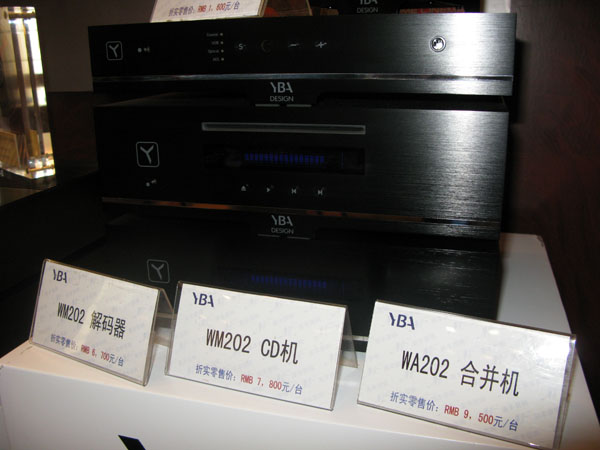 折实零售价: RMB 1,800元/台
YBA
DESIGN
YBA
DESIGN
YBA
DESIGN
YBA
WM202 解码器
折实零售价: RMB 8,700元/台
YBA
WM202 CD机
折实零售价: RMB 7,800元/台
YBA
WA202 合并机
折实零售价: RMB 9,500元/台